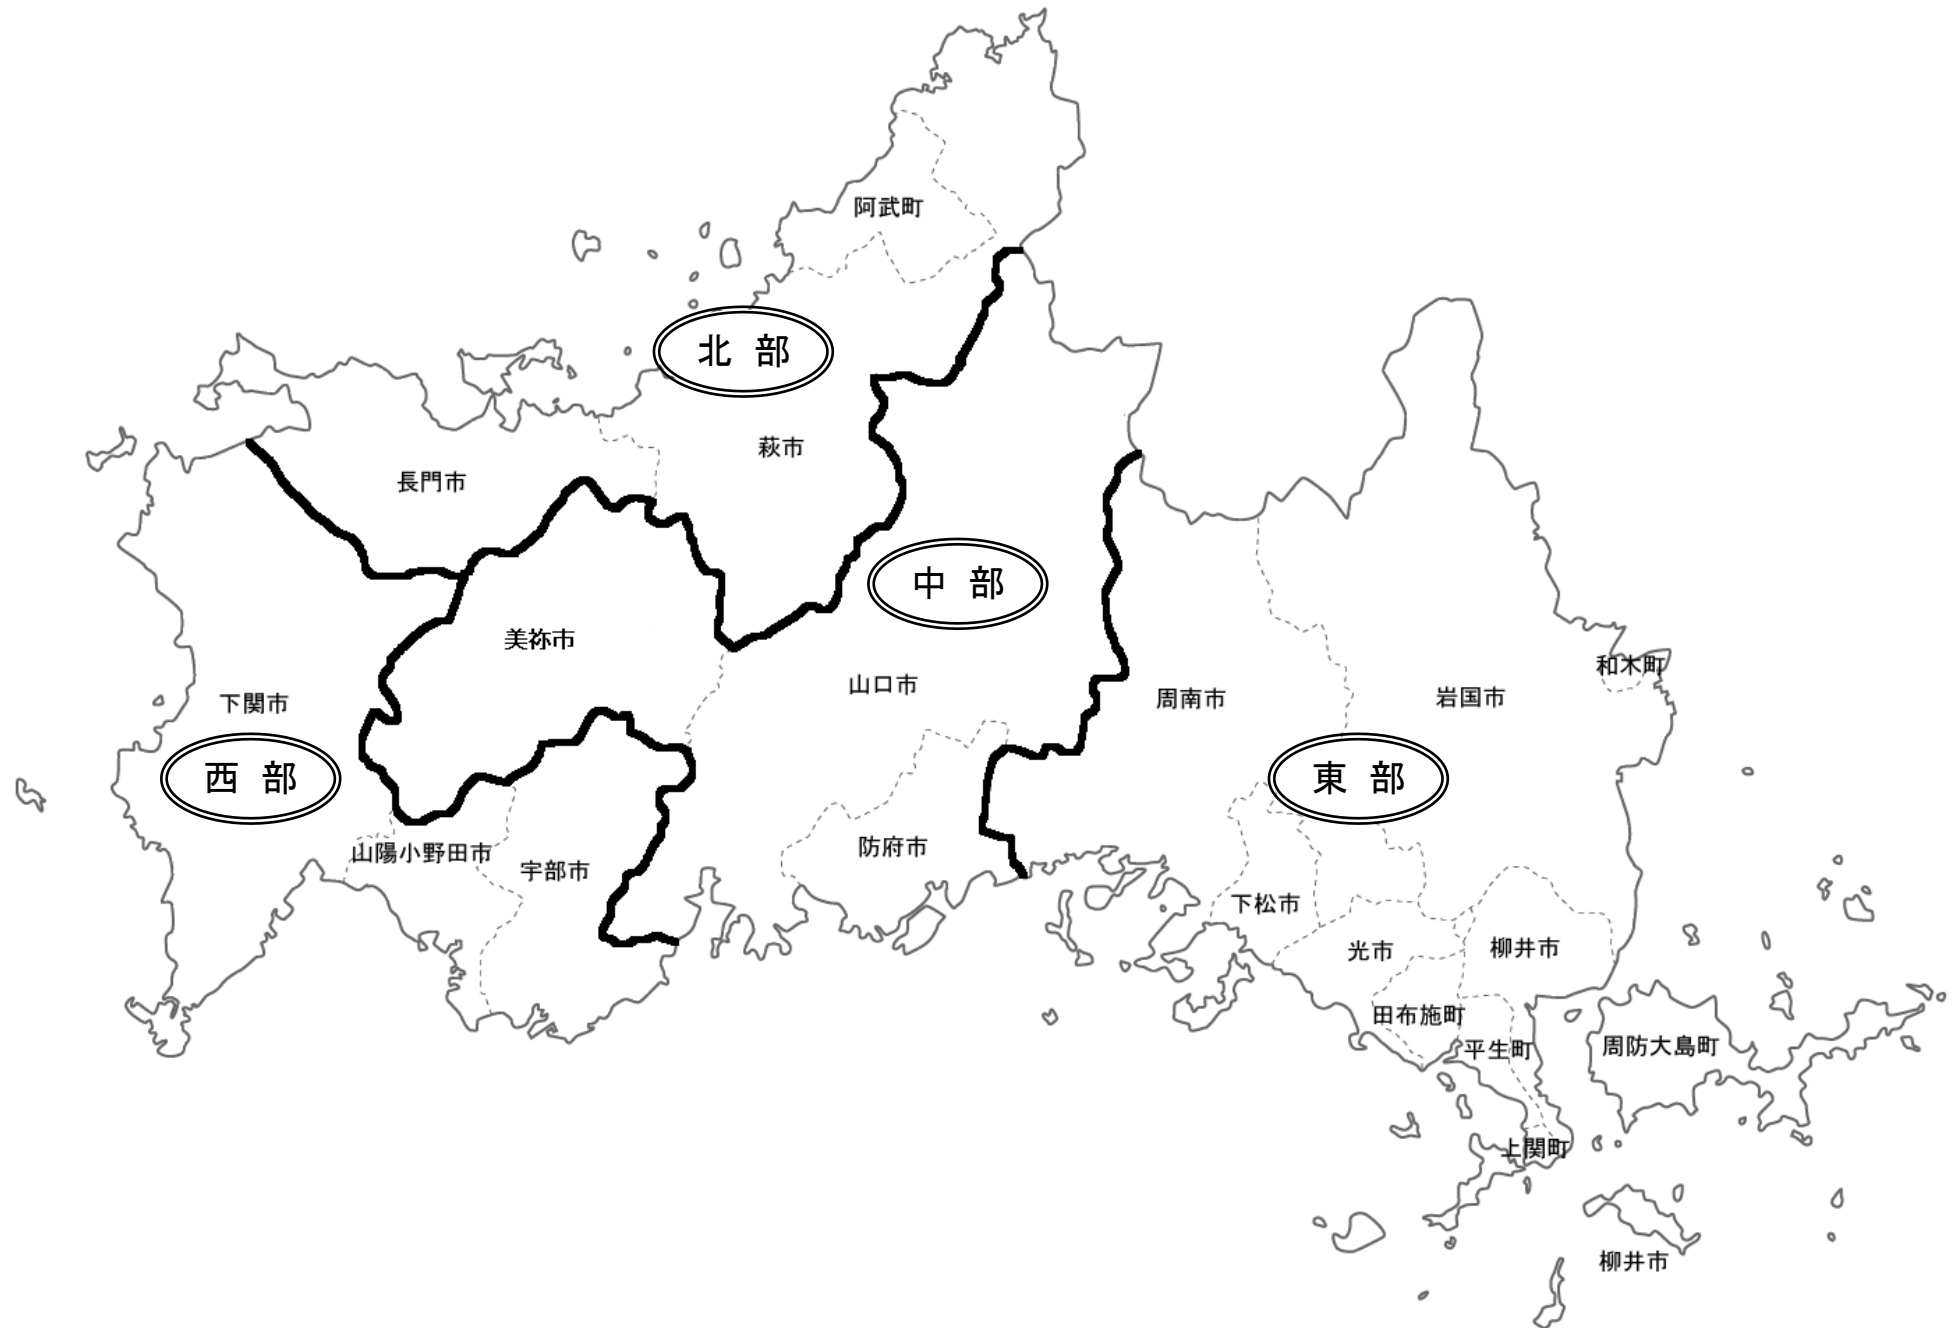 阿武町
北 部
萩市
長門市
中 部
美祢市
山口市
下関市
周南市
岩国市
和木町
西 部
東 部
山陽小野田市
宇部市
防府市
下松市
光市
柳井市
田布施町
平生町
周防大島町
上関町
柳井市